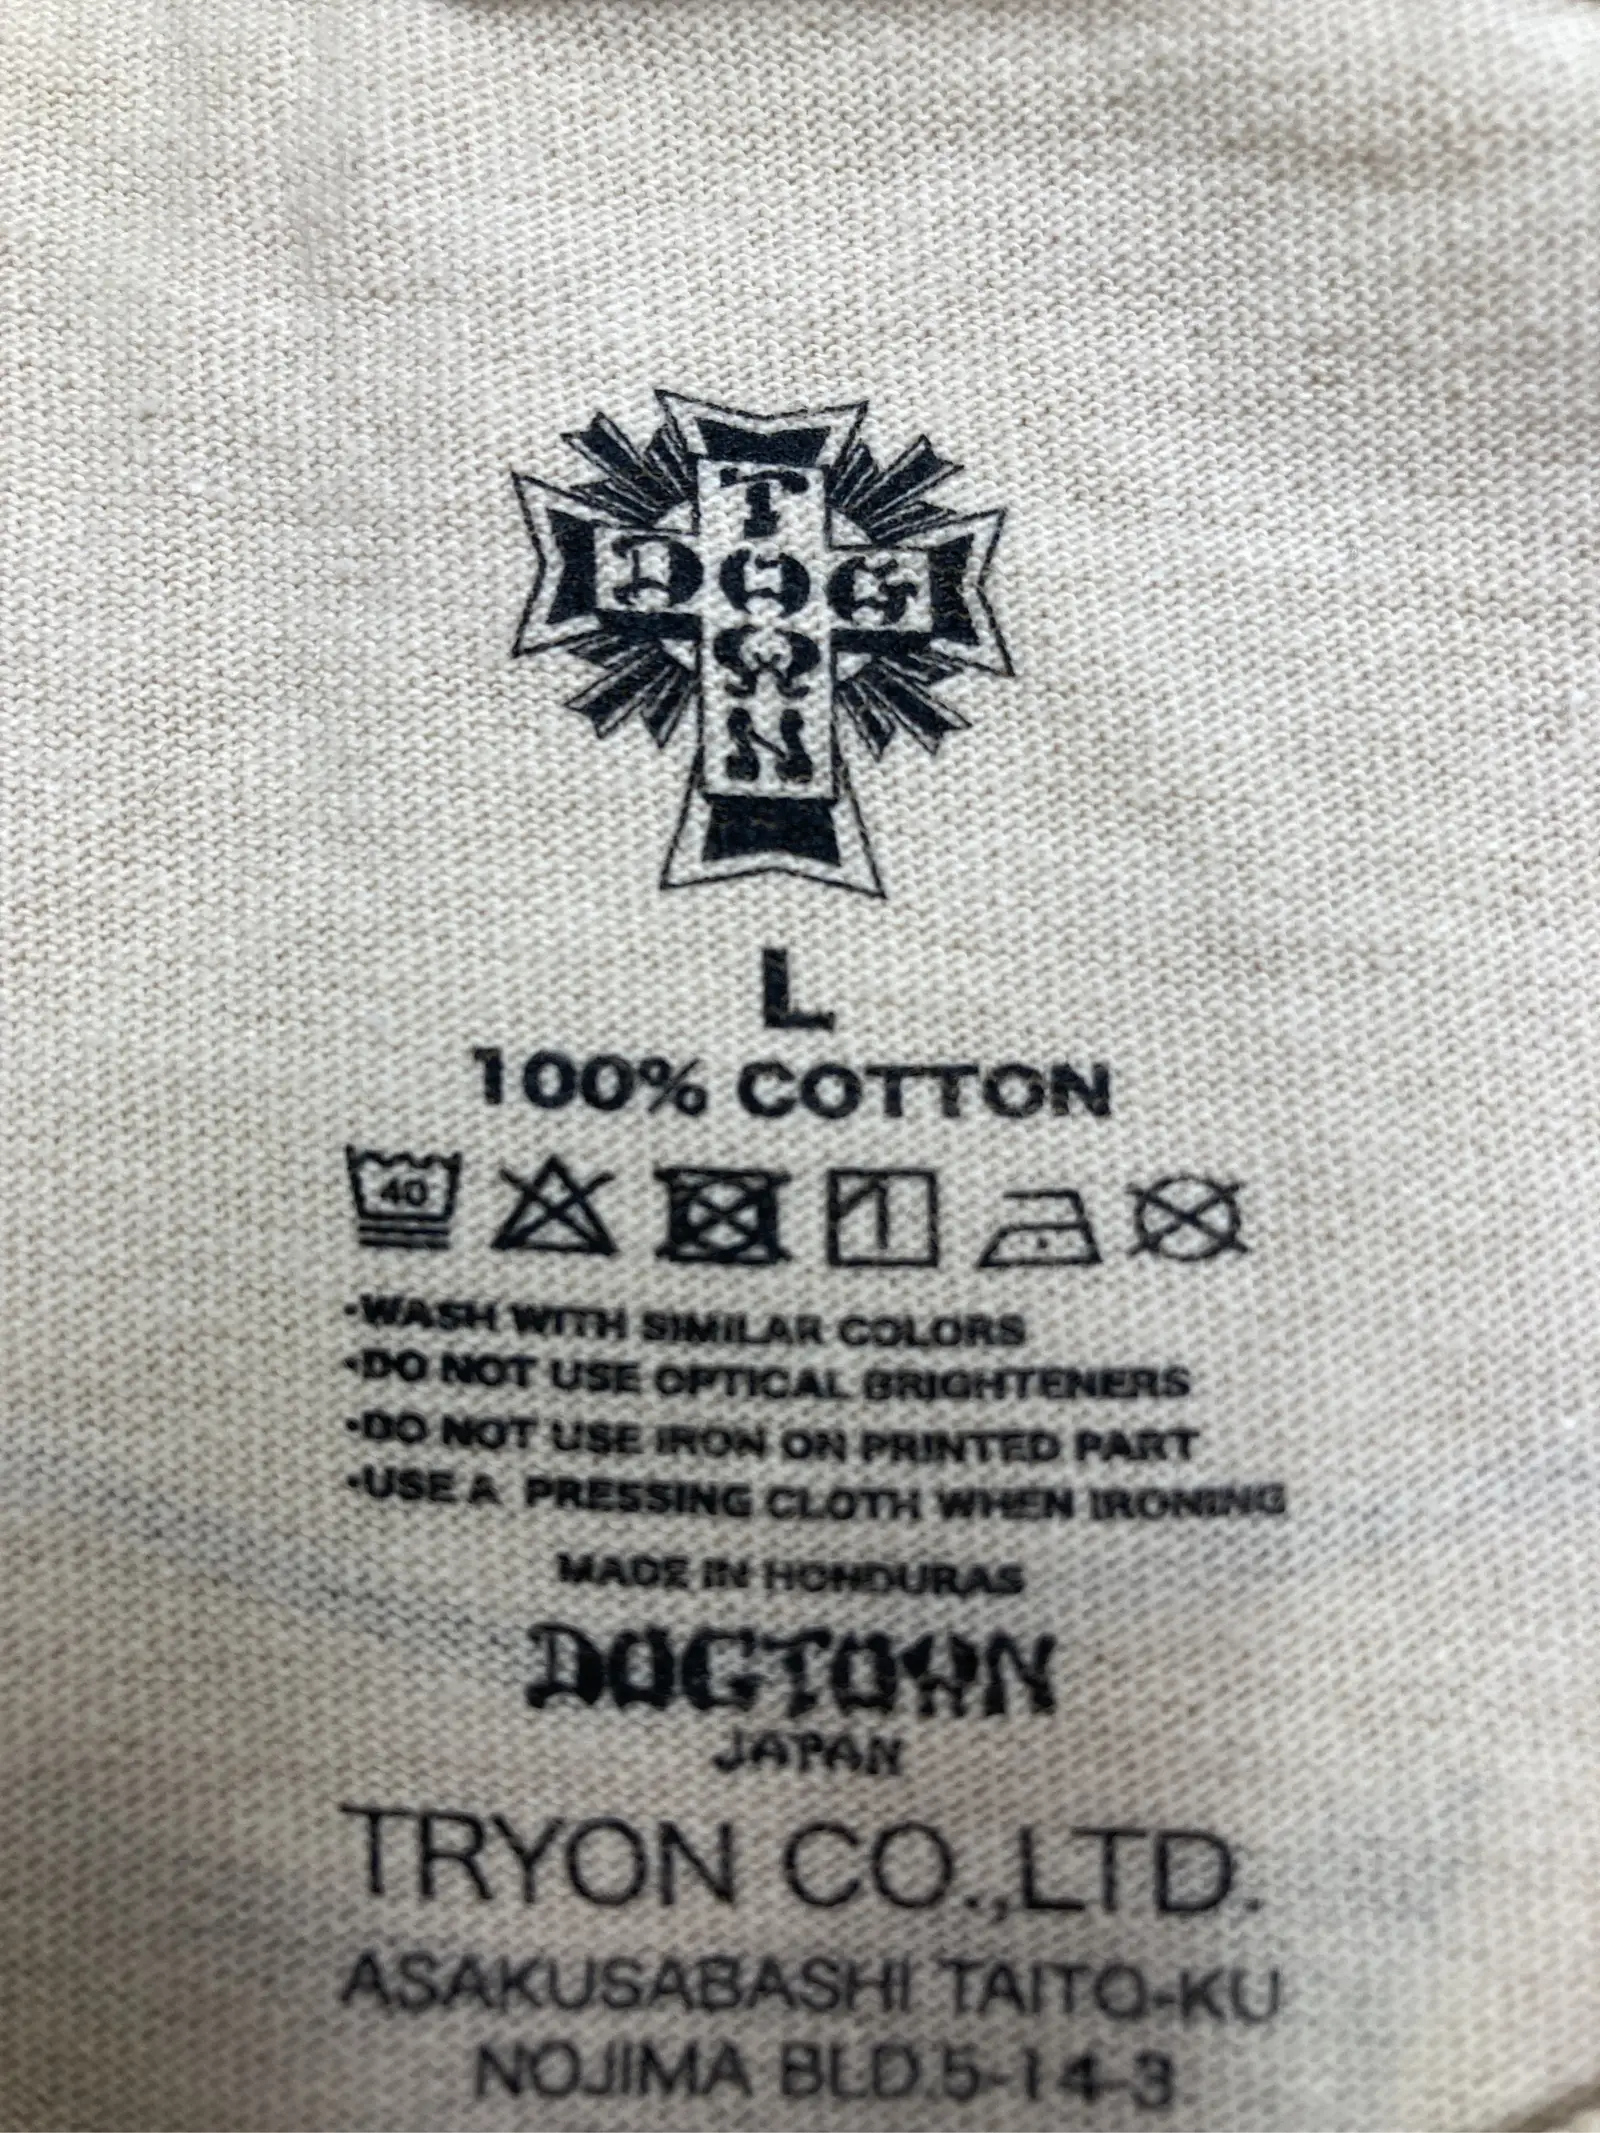 T
DOG
W
N
L
100% COTTON
40
·WASH WITH SIMILAR COLORS
·DO NOT USE OPTICAL BRIGHTENERS
·DO NOT USE IRON ON PRINTED PART
·USE A PRESSING CLOTH WHEN IRONING
MADE IN HONDURAS
DOGTOWN
JAPAN
TRYON CO.,LTD.
ASAKUSABASHI TAITO-KU
NOJIMA BLD.5-14-3